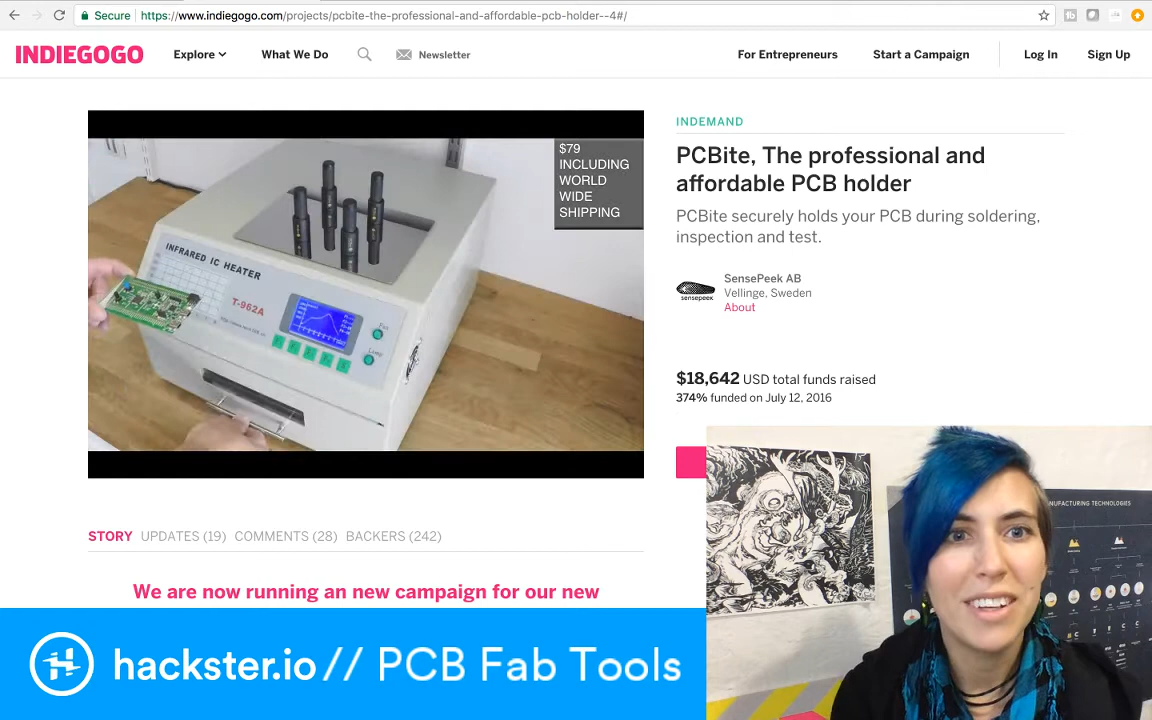 Secure
https://www.indiegogo.com/projects/pcbite-the-professional-and-affordable-pcb-holder--4#/
INDIEGOGO
Explore
What We Do
Newsletter
For Entrepreneurs
Start a Campaign
Log In
Sign Up
$79
INCLUDING
WORLD
WIDE
SHIPPING
INFRARED IC HEATER
T-962A
Fan
INDEMAND
PCBite, The professional and
affordable PCB holder
PCBite securely holds your PCB during soldering,
inspection and test.
sensepeek
SensePeek AB
Vellinge, Sweden
About
$18,642 USD total funds raised
374% funded on July 12, 2016
STORY UPDATES (19) COMMENTS (28) BACKERS (242)
We are now running an new campaign for our new
NUFACTURING TECHNOLOGIES
hackster.io // PCB Fab Tools